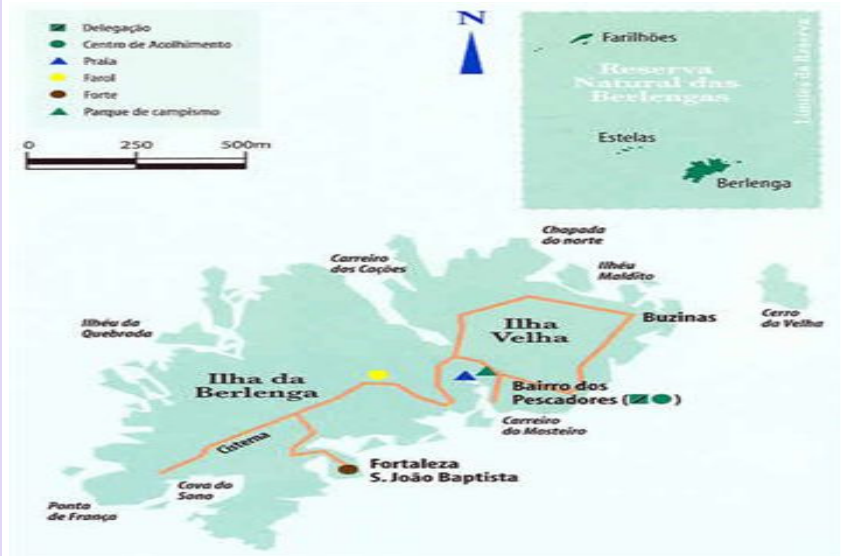 Delegação
Centro de Acolhimento
Praia
Farol
Forte
Parque de campismo
0 250 500m
N
Farilhões
Reserva
Natural das
Berlengas
Limites da Reserva
Estelas
Berlenga
Chapada
do norte
Carreiro
dos Cações
Ilhéu
Maldito
Ilhéu da
Quebrada
Buzinas
Cerro
da Velha
Ilha
Velha
Ilha da
Berlenga
Bairro dos
Pescadores ( )
Carreiro
do Mosteiro
Cisterna
Fortaleza
S. João Baptista
Cova do
Sono
Ponta
de França